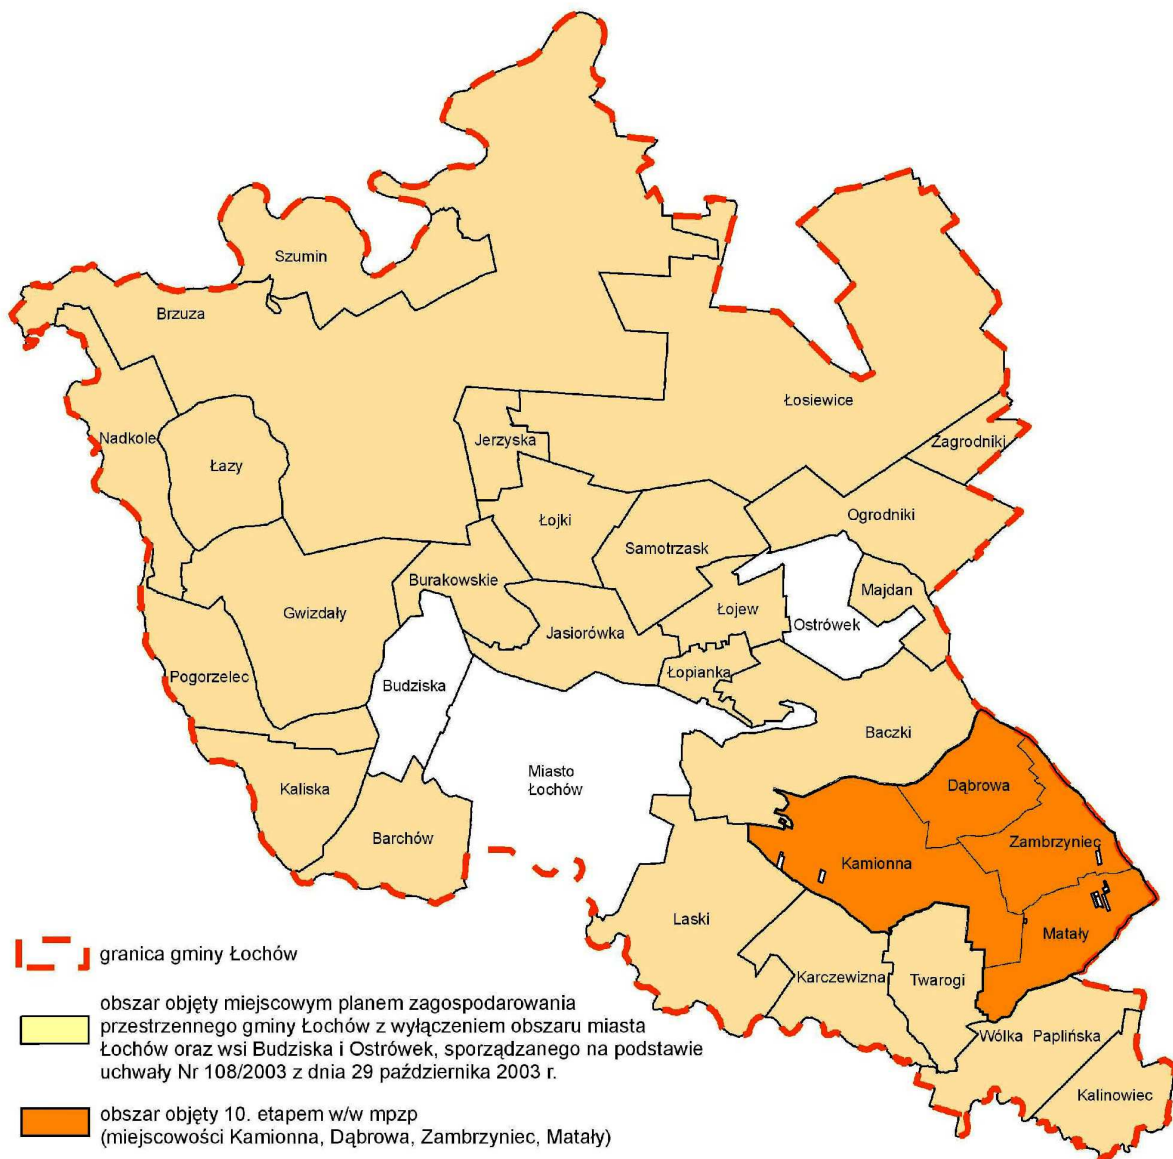 Szumin
Brzuza
Łosiewice
Nadkole
Jerzyska
Zagrodniki
Łazy
Ogrodniki
Łojki
Samotrzask
Burakowskie
Majdan
Gwizdały
Łojew
Ostrówek
Jasiorówka
Pogorzelec
Łopianka
Budziska
Baczki
Miasto
Łochów
Kaliska
Dąbrowa
Barchów
Zambrzyniec
Kamionna
Laski
Matały
Karczewizna
Twarogi
Wólka Paplińska
Kalinowiec
granica gminy Łochów
obszar objęty miejscowym planem zagospodarowania
przestrzennego gminy Łochów z wyłączeniem obszaru miasta
Łochów oraz wsi Budziska i Ostrówek, sporządzanego na podstawie
uchwały Nr 108/2003 z dnia 29 października 2003 r.
obszar objęty 10. etapem w/w mpzp
(miejscowości Kamionna, Dąbrowa, Zambrzyniec, Matały)